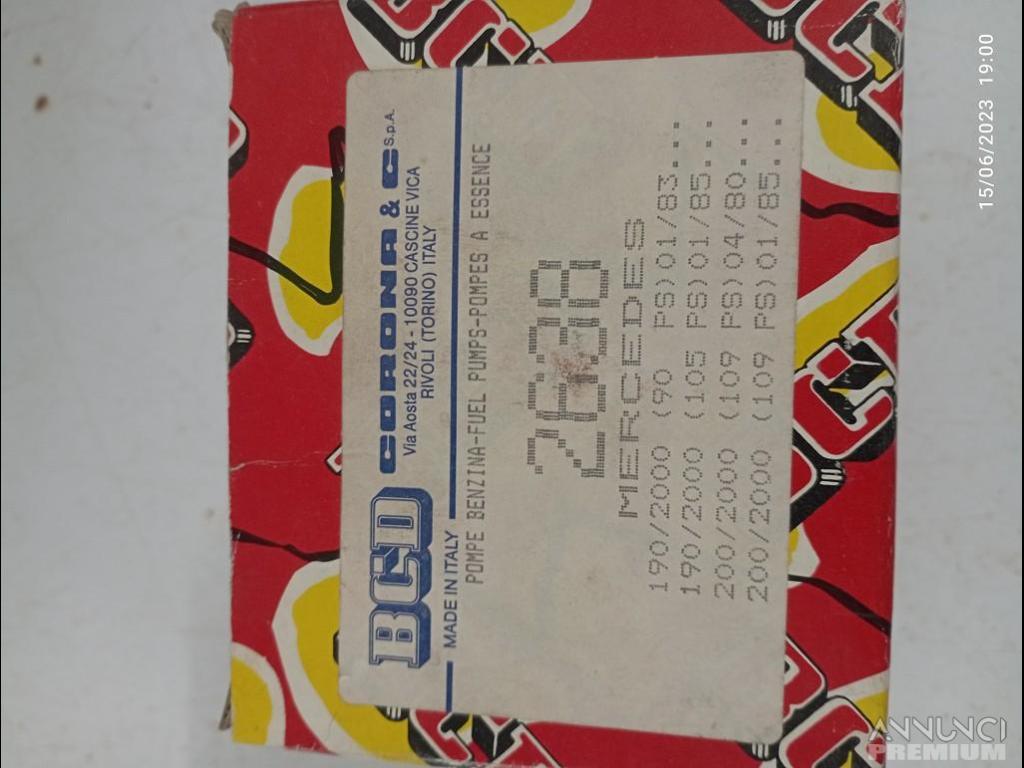 BCD CORONA & C S.p.A.
Via Aosta 22/24 - 10090 CASCINE VICA
RIVOLI (TORINO) ITALY
MADE IN ITALY
POMPE BENZINA-FUEL PUMPS-POMPES A ESSENCE
MERCEDES
190/2000 (90 PS)01/83...
190/2000 (105 PS)01/85...
200/2000 (109 PS)04/80...
200/2000 (109 PS)01/85...
15/06/2023 19:00
ANNUNCI
PREMIUM